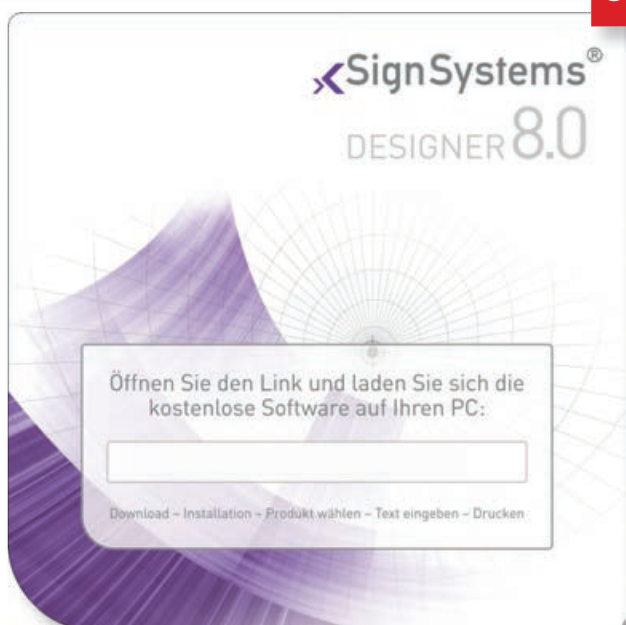 SignSystems®
DESIGNER 8.0
Öffnen Sie den Link und laden Sie sich die
kostenlose Software auf Ihren PC:
Download – Installation – Produkt wählen – Text eingeben – Drucken